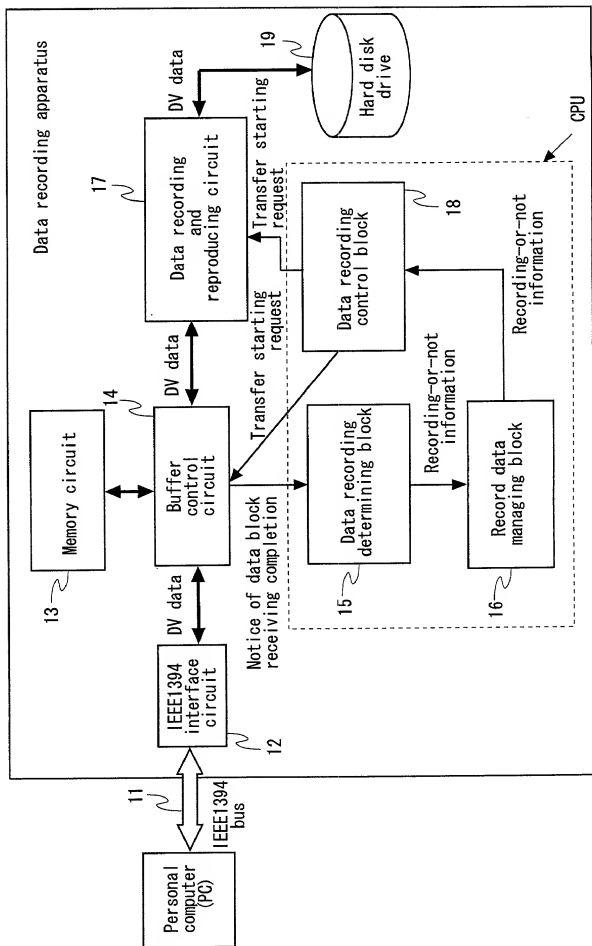 Data recording apparatus
Personal
computer
(PC)
11
IEEE1394
bus
IEEE1394
interface
circuit
12
DV data
Memory circuit
13
Buffer
control
circuit
14
DV data
Data recording
and
reproducing circuit
17
DV data
Hard disk
drive
19
Notice of data block
receiving completion
Transfer starting
request
Transfer starting
request
Data recording
determining block
15
Data recording
control block
18
CPU
Recording-or-not
information
Record data
managing block
16
Recording-or-not
information